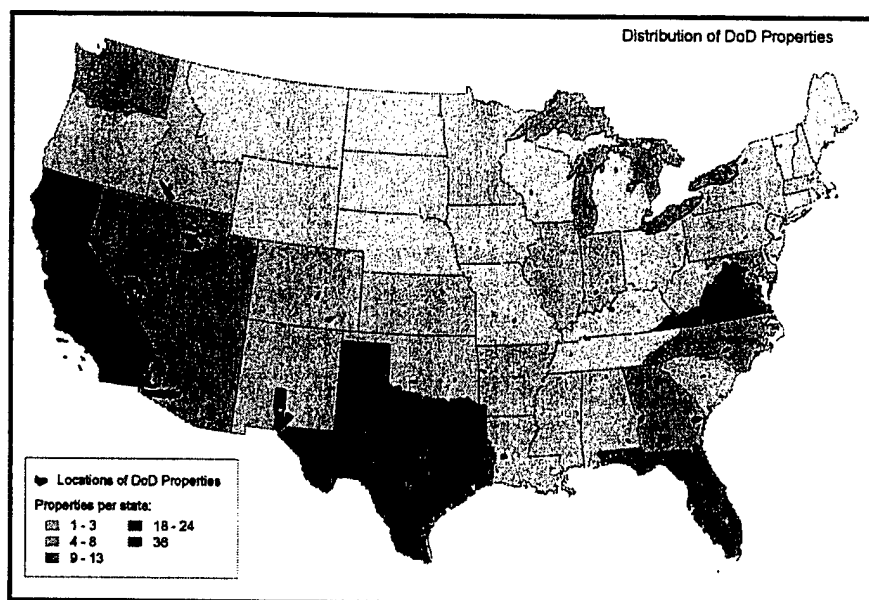 Distribution of DoD Properties
Locations of DoD Properties
Properties per state:
1 - 3
4 - 8
9 - 13
18 - 24
36